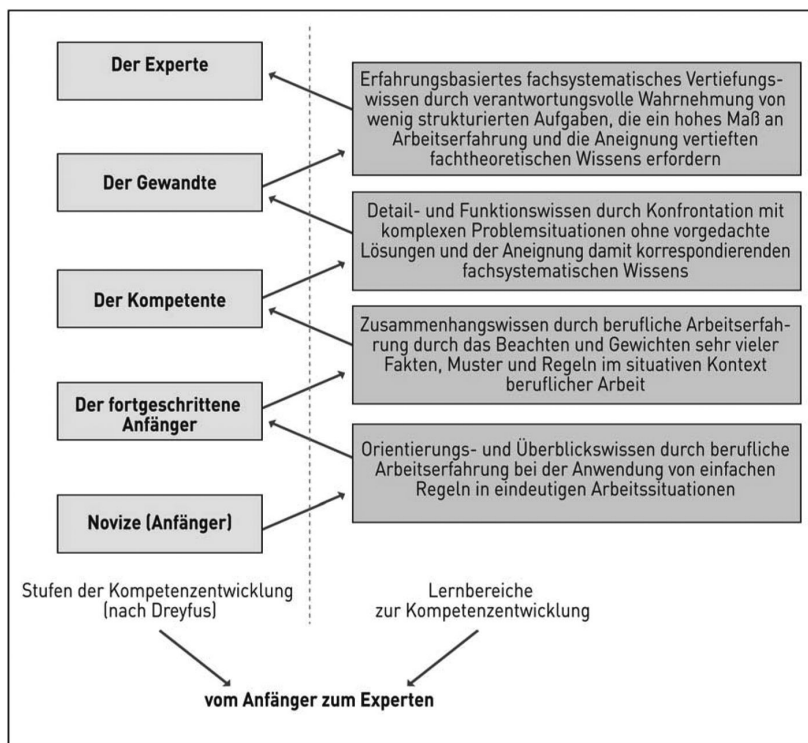 Der Experte
Erfahrungsbasiertes fachsystematisches Vertiefungs-
wissen durch verantwortungsvolle Wahrnehmung von
wenig strukturierten Aufgaben, die ein hohes Maß an
Arbeitserfahrung und die Aneignung vertieften
fachtheoretischen Wissens erfordern
Der Gewandte
Detail- und Funktionswissen durch Konfrontation mit
komplexen Problemsituationen ohne vorgedachte
Lösungen und der Aneignung damit korrespondierenden
fachsystematischen Wissens
Der Kompetente
Zusammenhangswissen durch berufliche Arbeitserfah-
rung durch das Beachten und Gewichten sehr vieler
Fakten, Muster und Regeln im situativen Kontext
beruflicher Arbeit
Der fortgeschrittene
Anfänger
Orientierungs- und Überblickswissen durch berufliche
Arbeitserfahrung bei der Anwendung von einfachen
Regeln in eindeutigen Arbeitssituationen
Novize (Anfänger)
Stufen der Kompetenzentwicklung
(nach Dreyfus)
Lernbereiche
zur Kompetenzentwicklung
vom Anfänger zum Experten